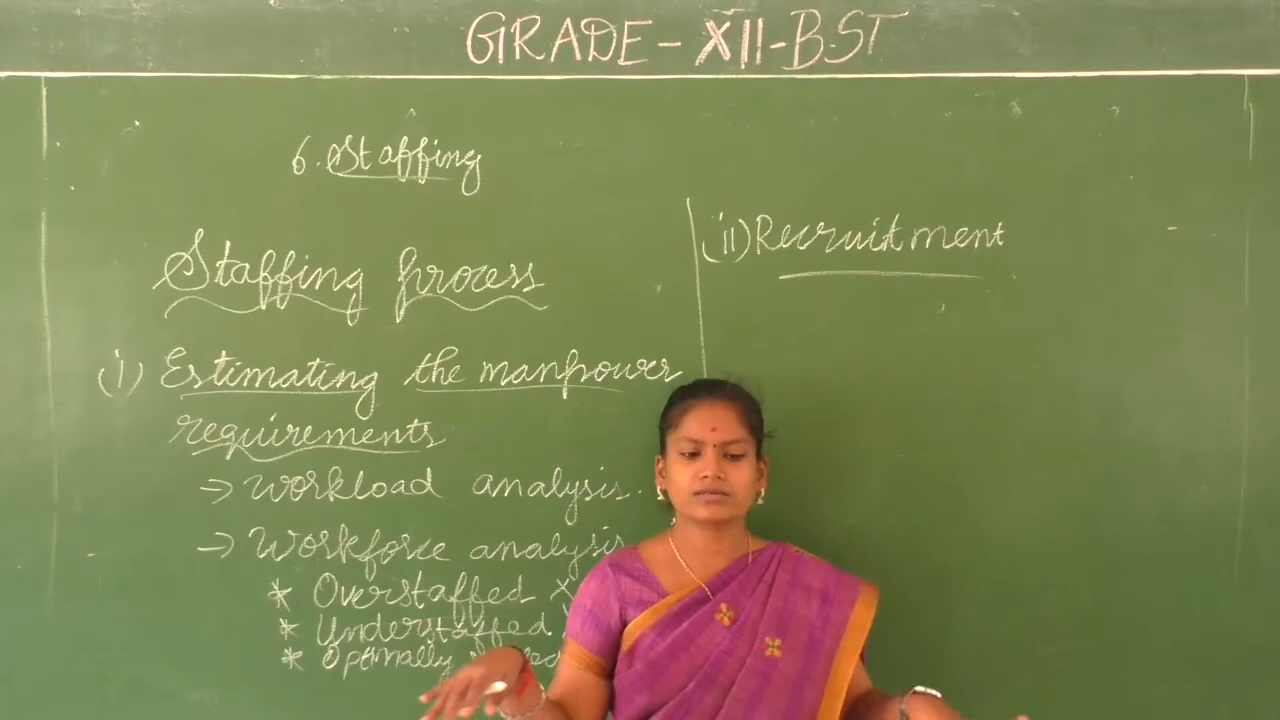 GRADE-XII-B.ST
6. Staffing
Staffing process
(i) Estimating the manpower
requirements
→ Workload analysis.
→ Workforce analysis
* Overstaffed X
* Understaffed
* Optimally
(ii) Recruitment